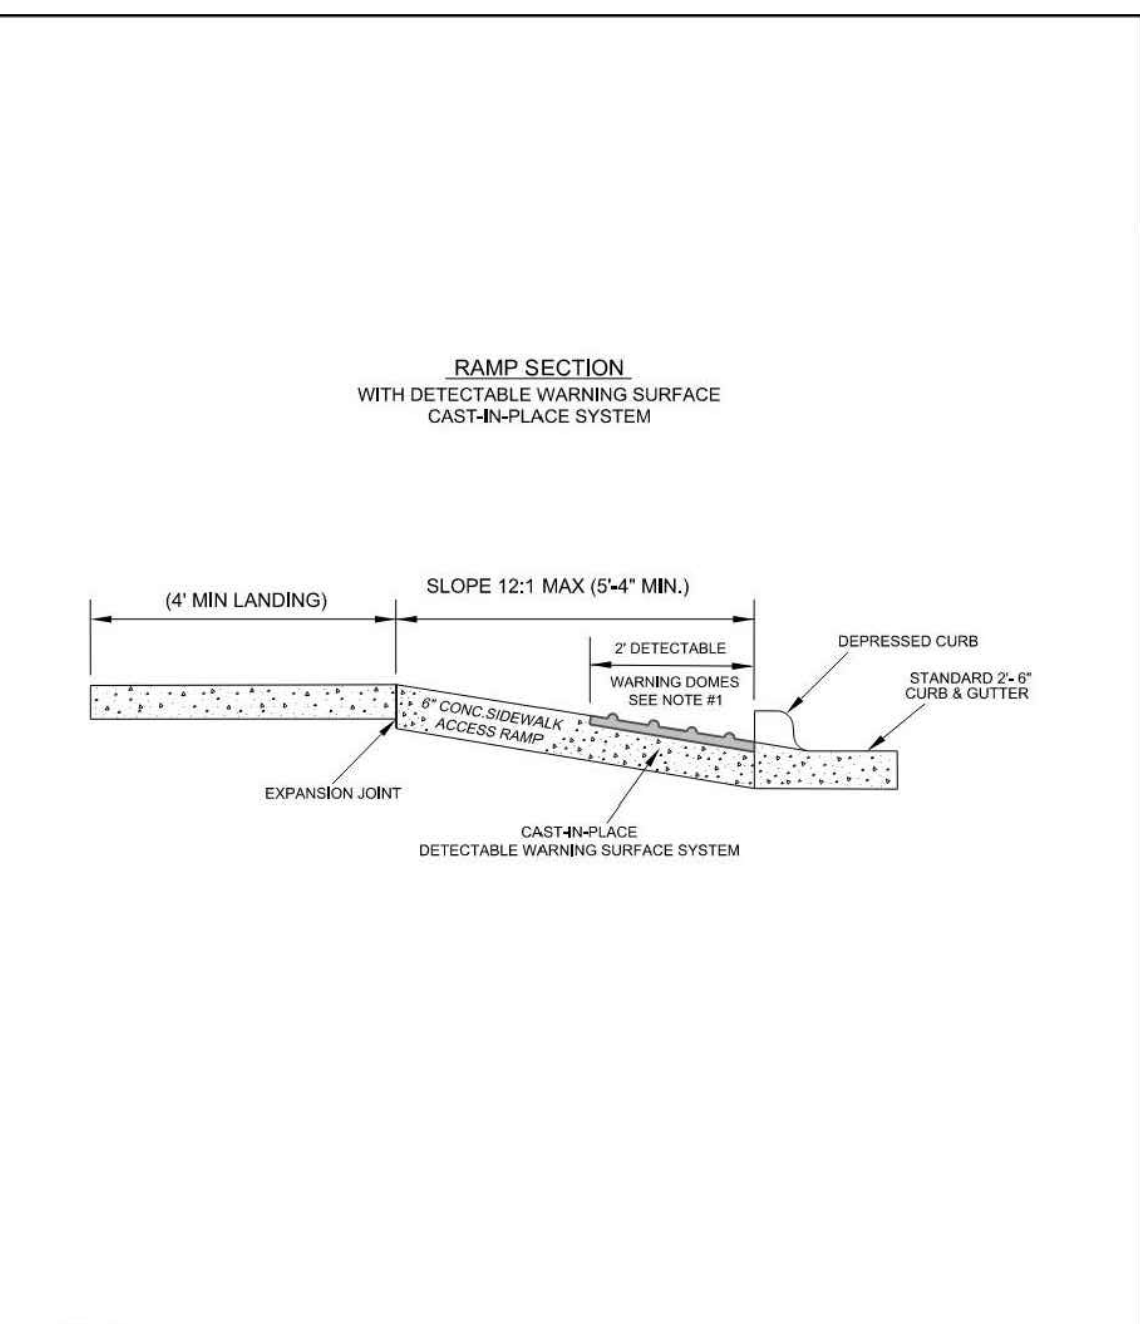 RAMP SECTION
WITH DETECTABLE WARNING SURFACE
CAST-IN-PLACE SYSTEM
SLOPE 12:1 MAX (5'-4" MIN.)
(4' MIN LANDING)
2' DETECTABLE
WARNING DOMES
SEE NOTE #1
DEPRESSED CURB
STANDARD 2'- 6"
CURB & GUTTER
6" CONC.SIDEWALK
ACCESS RAMP
EXPANSION JOINT
CAST-IN-PLACE
DETECTABLE WARNING SURFACE SYSTEM